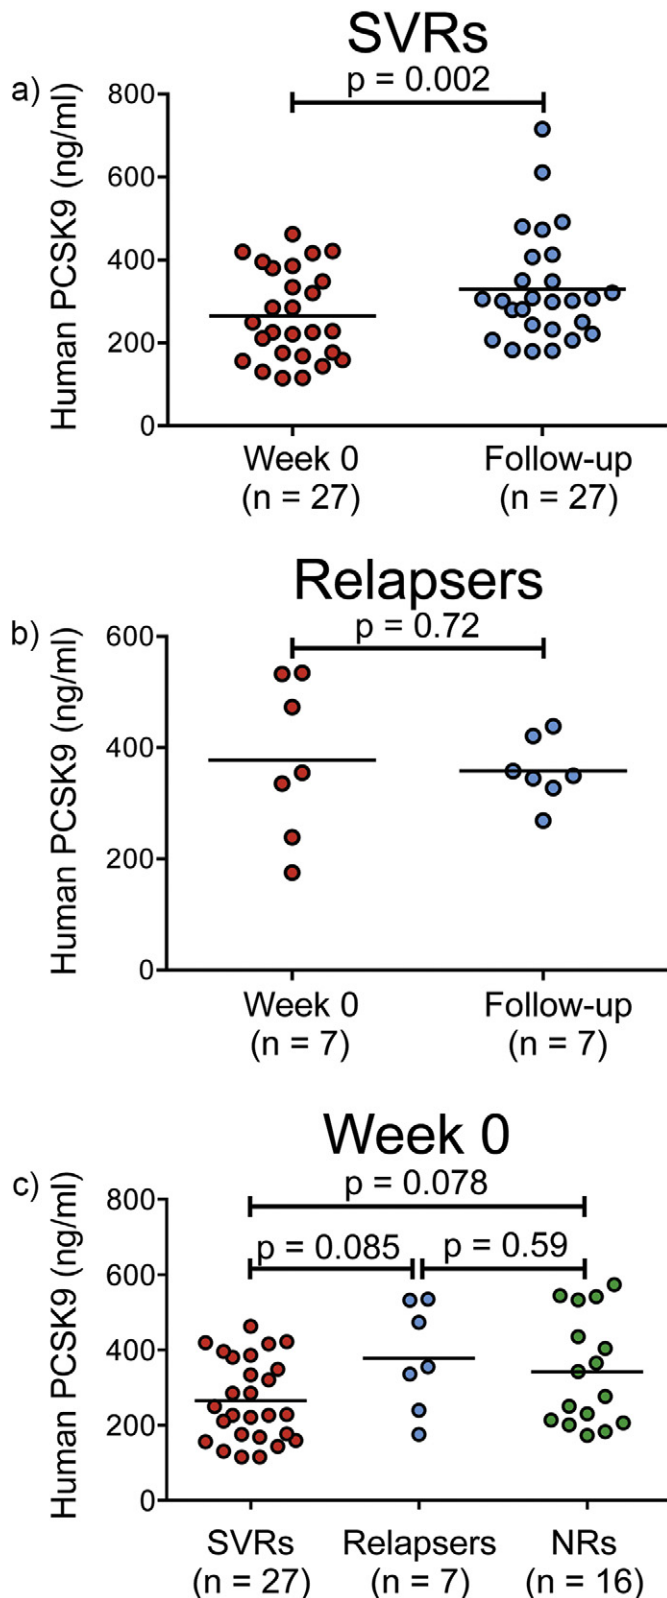 SVRs
a)
p = 0.002
Human PCSK9 (ng/ml)
800
600
400
200
0
Week 0
(n = 27)
Follow-up
(n = 27)
Relapsers
b)
p = 0.72
Human PCSK9 (ng/ml)
600
400
200
0
Week 0
(n = 7)
Follow-up
(n = 7)
Week 0
c)
p = 0.078
p = 0.085
p = 0.59
Human PCSK9 (ng/ml)
800
600
400
200
0
SVRs
(n = 27)
Relapsers
(n = 7)
NRs
(n = 16)